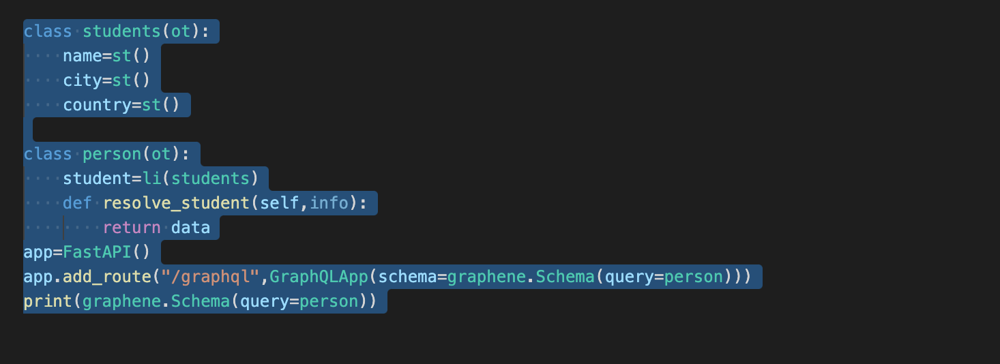 class students(ot):
    name=st()
    city=st()
    country=st()

class person(ot):
    student=li(students)
    def resolve_student(self,info):
        return data
app=FastAPI()
app.add_route("/graphql",GraphQLApp(schema=graphene.Schema(query=person)))
print(graphene.Schema(query=person))